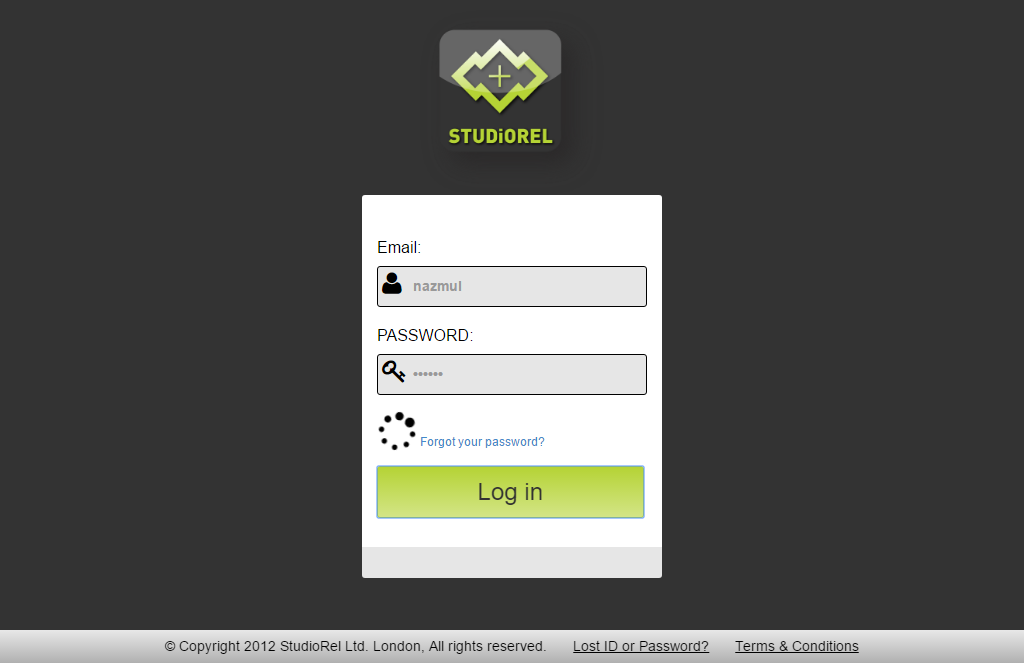 STUDiOREL
Email:
nazmul
PASSWORD:
••••••
Forgot your password?
Log in
© Copyright 2012 StudioRel Ltd. London, All rights reserved. Lost ID or Password? Terms & Conditions